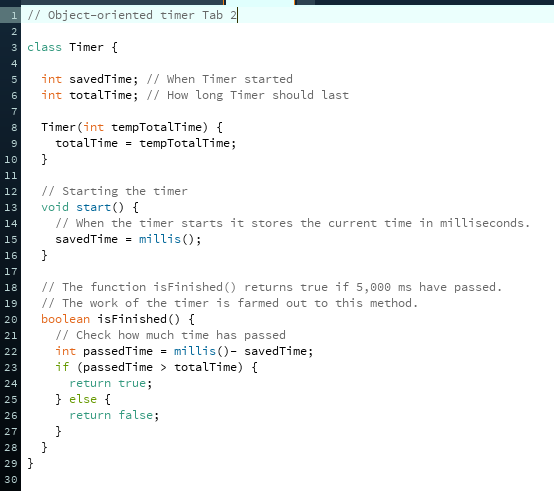 1 // Object-oriented timer Tab 2
2
3 class Timer {
4
5   int savedTime; // When Timer started
6   int totalTime; // How long Timer should last
7
8   Timer(int tempTotalTime) {
9     totalTime = tempTotalTime;
10   }
11
12   // Starting the timer
13   void start() {
14     // When the timer starts it stores the current time in milliseconds.
15     savedTime = millis();
16   }
17
18   // The function isFinished() returns true if 5,000 ms have passed.
19   // The work of the timer is farmed out to this method.
20   boolean isFinished() {
21     // Check how much time has passed
22     int passedTime = millis()- savedTime;
23     if (passedTime > totalTime) {
24       return true;
25     } else {
26       return false;
27     }
28   }
29 }
30